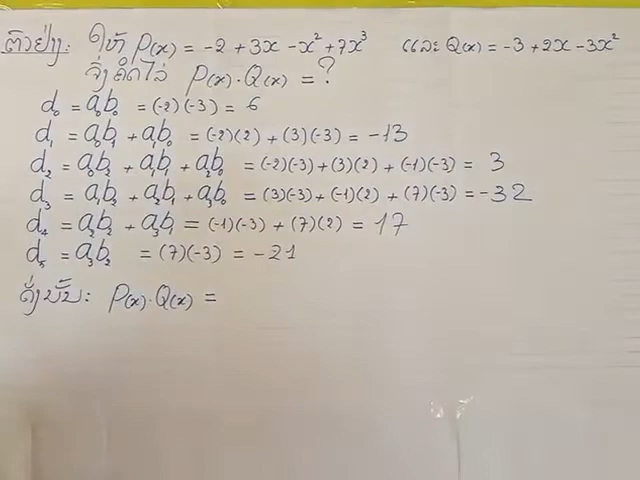 ຕົວຢ່າງ: ໃຫ້ P(x) = -2 + 3x - x² + 7x³ ແລະ Q(x) = -3 + 2x - 3x²
ຈົ່ງຄິດໄລ່ P(x)·Q(x) = ?
d₀ = a₀b₀ = (-2)(-3) = 6
d₁ = a₀b₁ + a₁b₀ = (-2)(2) + (3)(-3) = -13
d₂ = a₀b₂ + a₁b₁ + a₂b₀ = (-2)(-3) + (3)(2) + (-1)(-3) = 3
d₃ = a₁b₂ + a₂b₁ + a₃b₀ = (3)(-3) + (-1)(2) + (7)(-3) = -32
d₄ = a₂b₂ + a₃b₁ = (-1)(-3) + (7)(2) = 17
d₅ = a₃b₂ = (7)(-3) = -21
ດັ່ງນັ້ນ: P(x)·Q(x) =